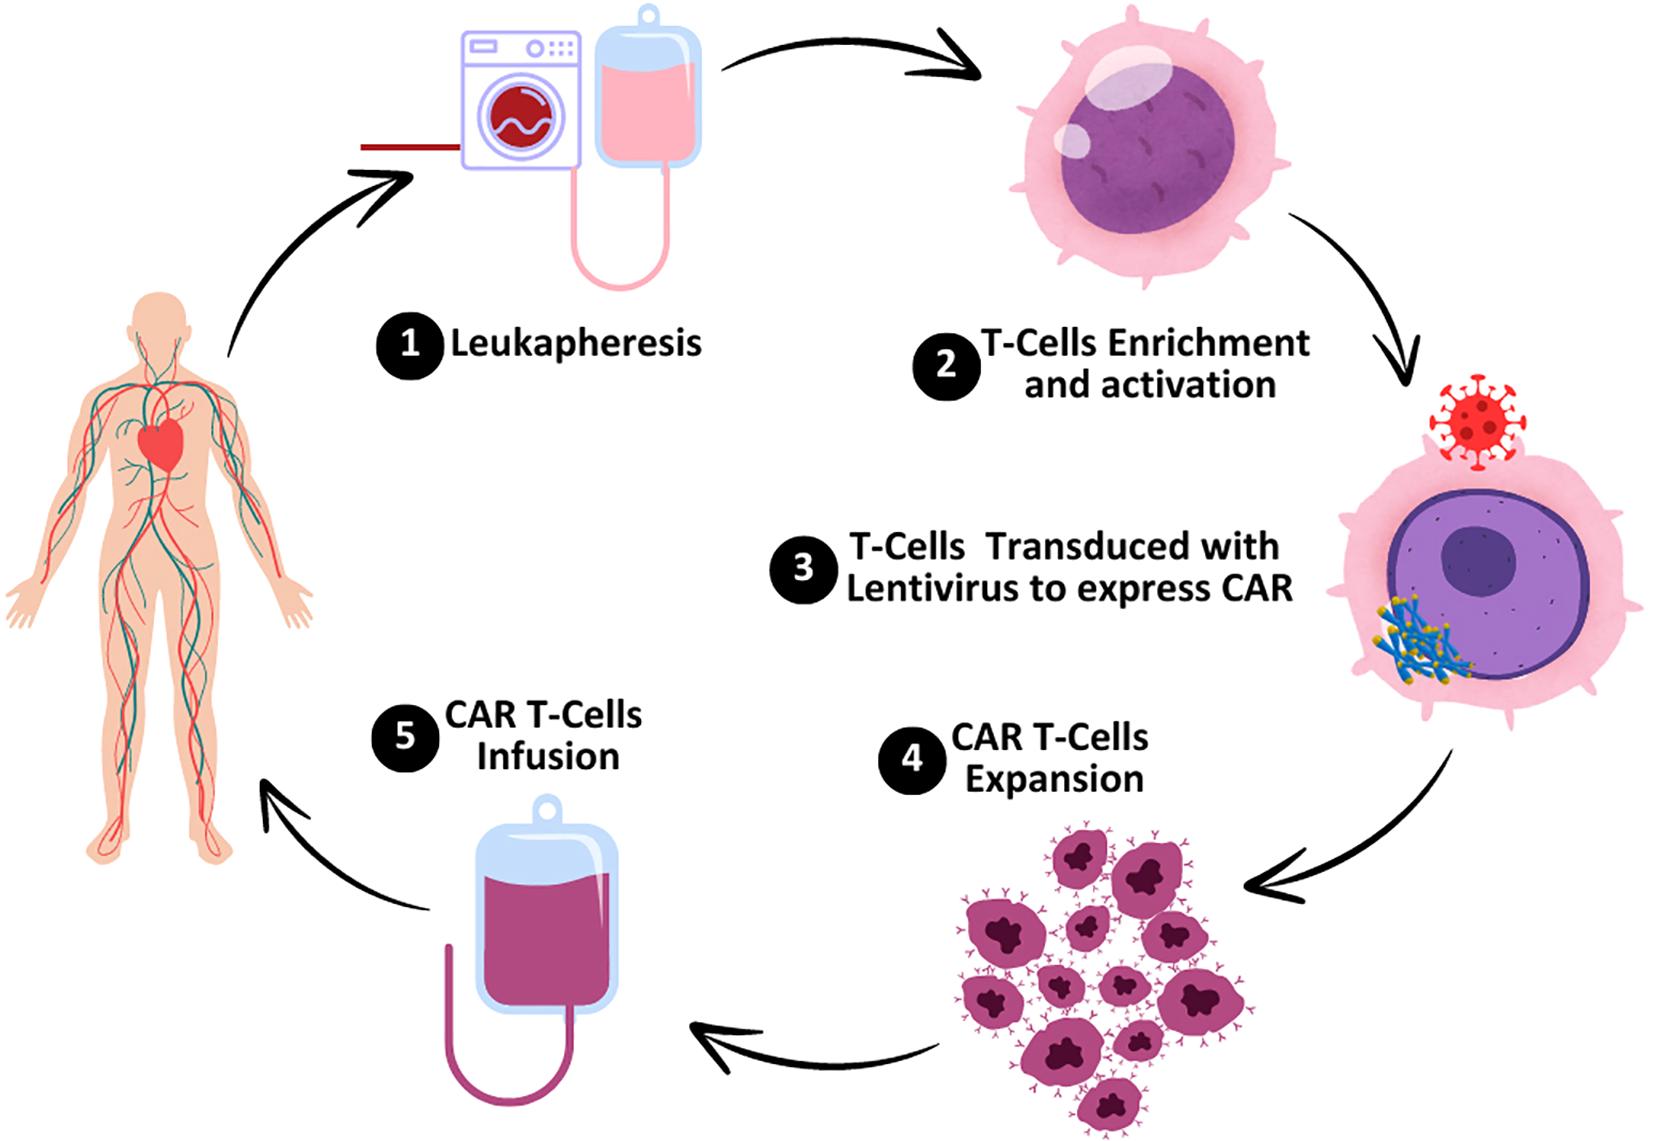 1 Leukapheresis
2 T-Cells Enrichment
and activation
3 T-Cells Transduced with
Lentivirus to express CAR
4 CAR T-Cells
Expansion
5 CAR T-Cells
Infusion